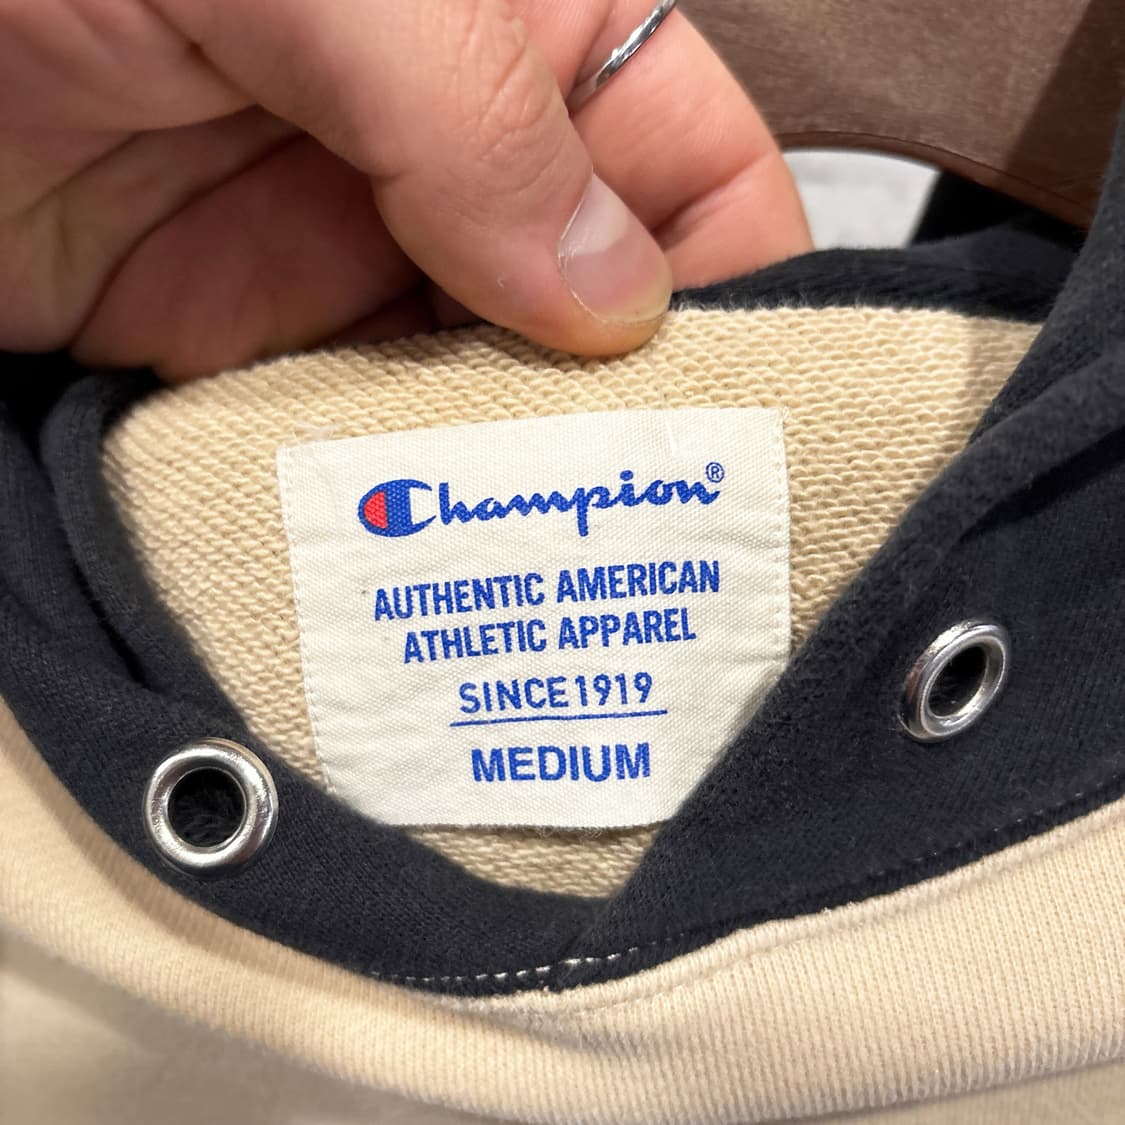 Champion®
AUTHENTIC AMERICAN
ATHLETIC APPAREL
SINCE 1919
MEDIUM